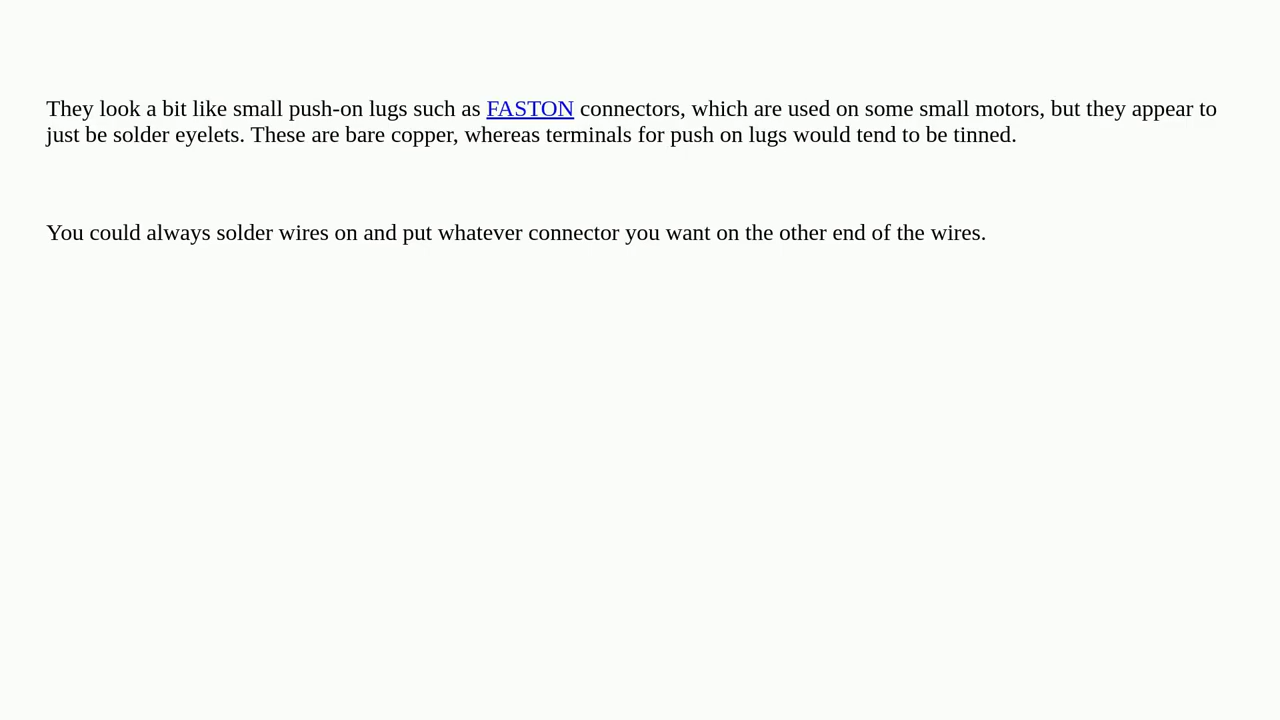 They look a bit like small push-on lugs such as FASTON connectors, which are used on some small motors, but they appear to
just be solder eyelets. These are bare copper, whereas terminals for push on lugs would tend to be tinned.
You could always solder wires on and put whatever connector you want on the other end of the wires.